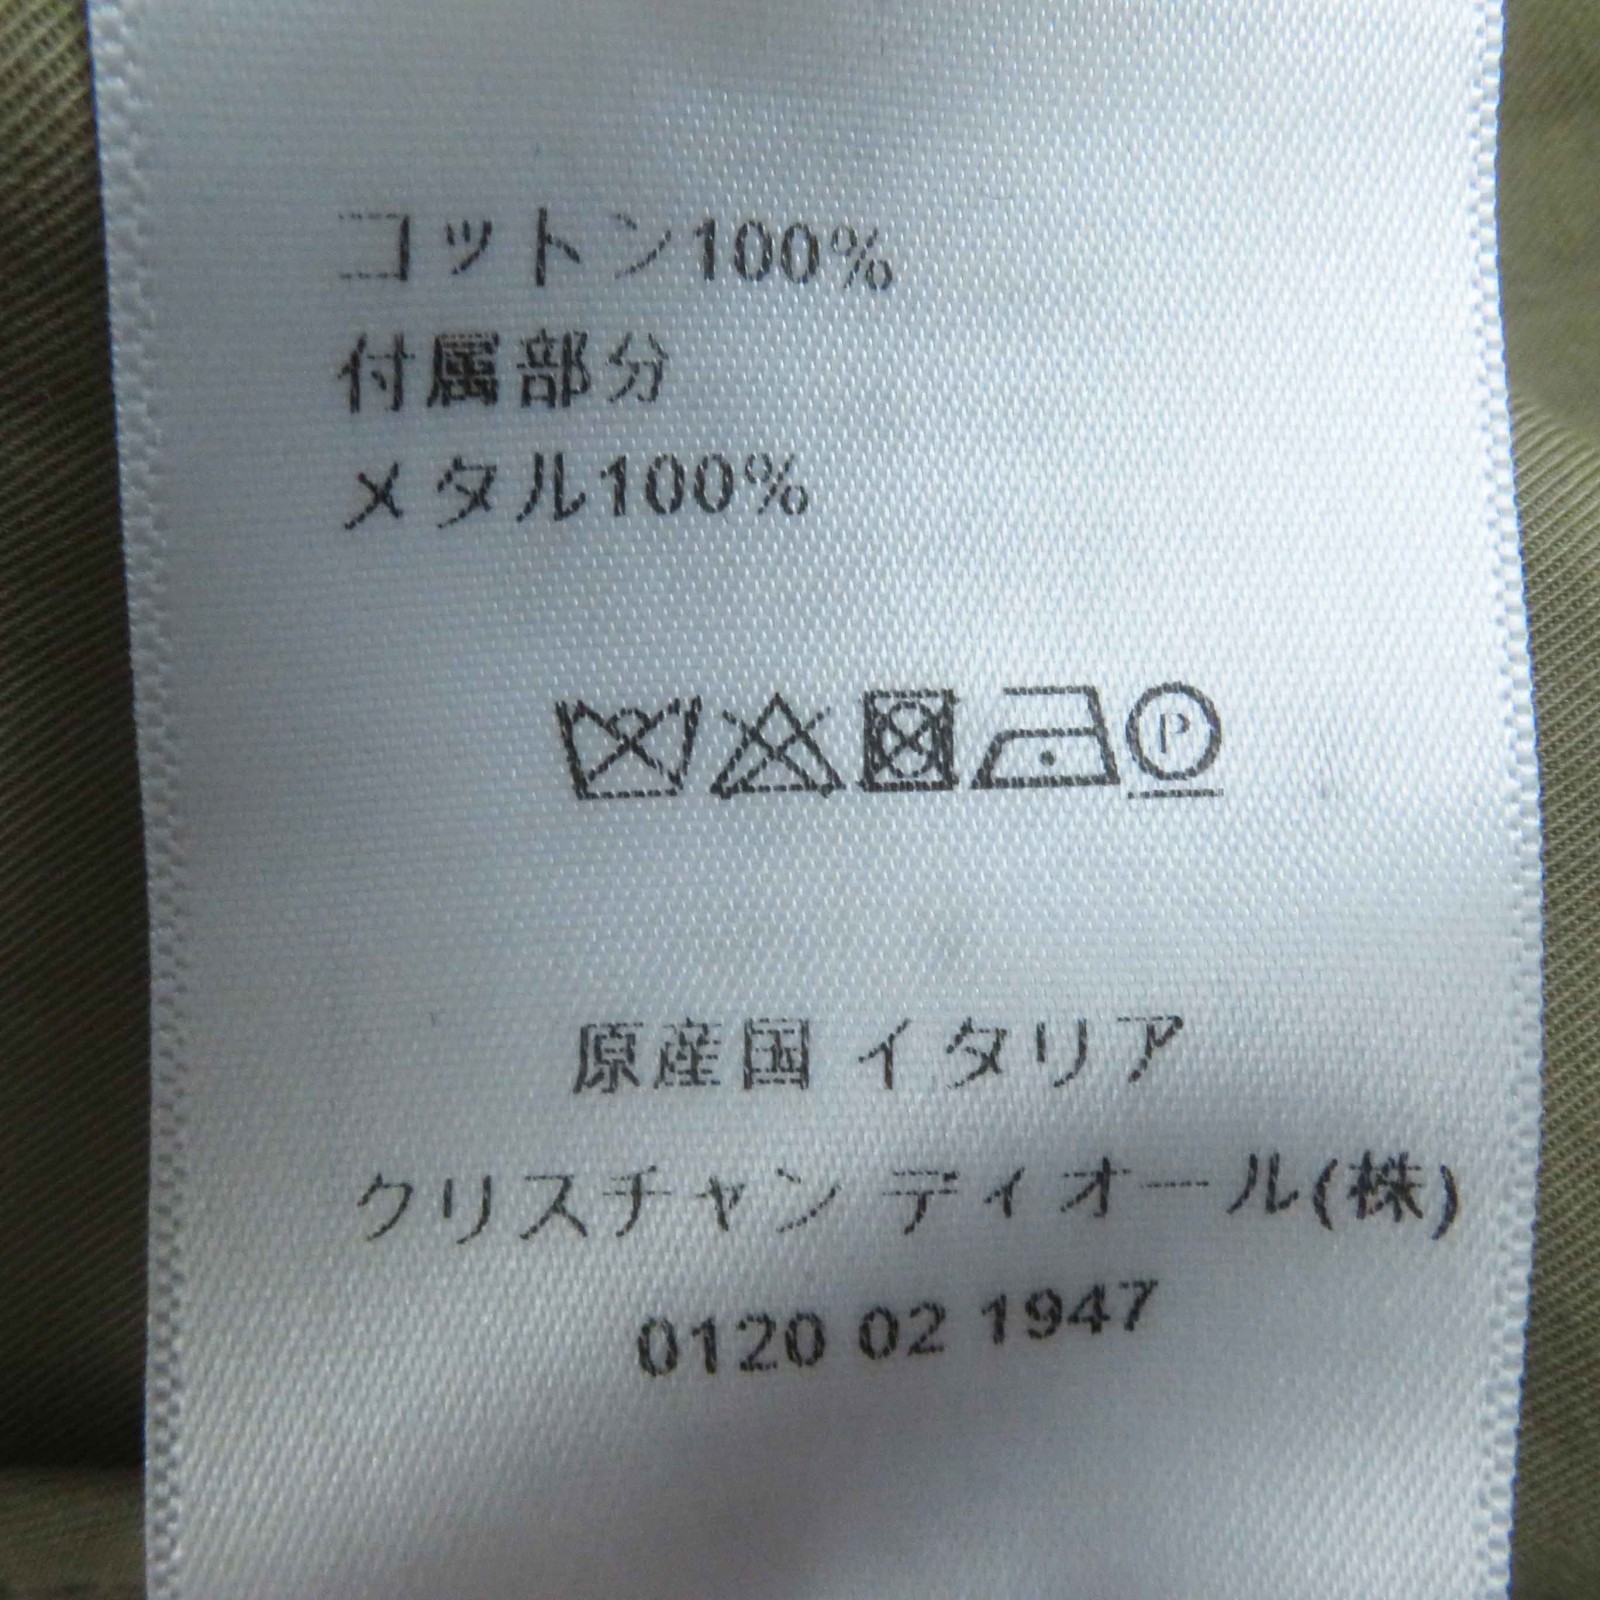 コットン100%
付属部分
メタル100%
P
原産国 イタリア
クリスチャン ディオール(株)
0120 02 1947